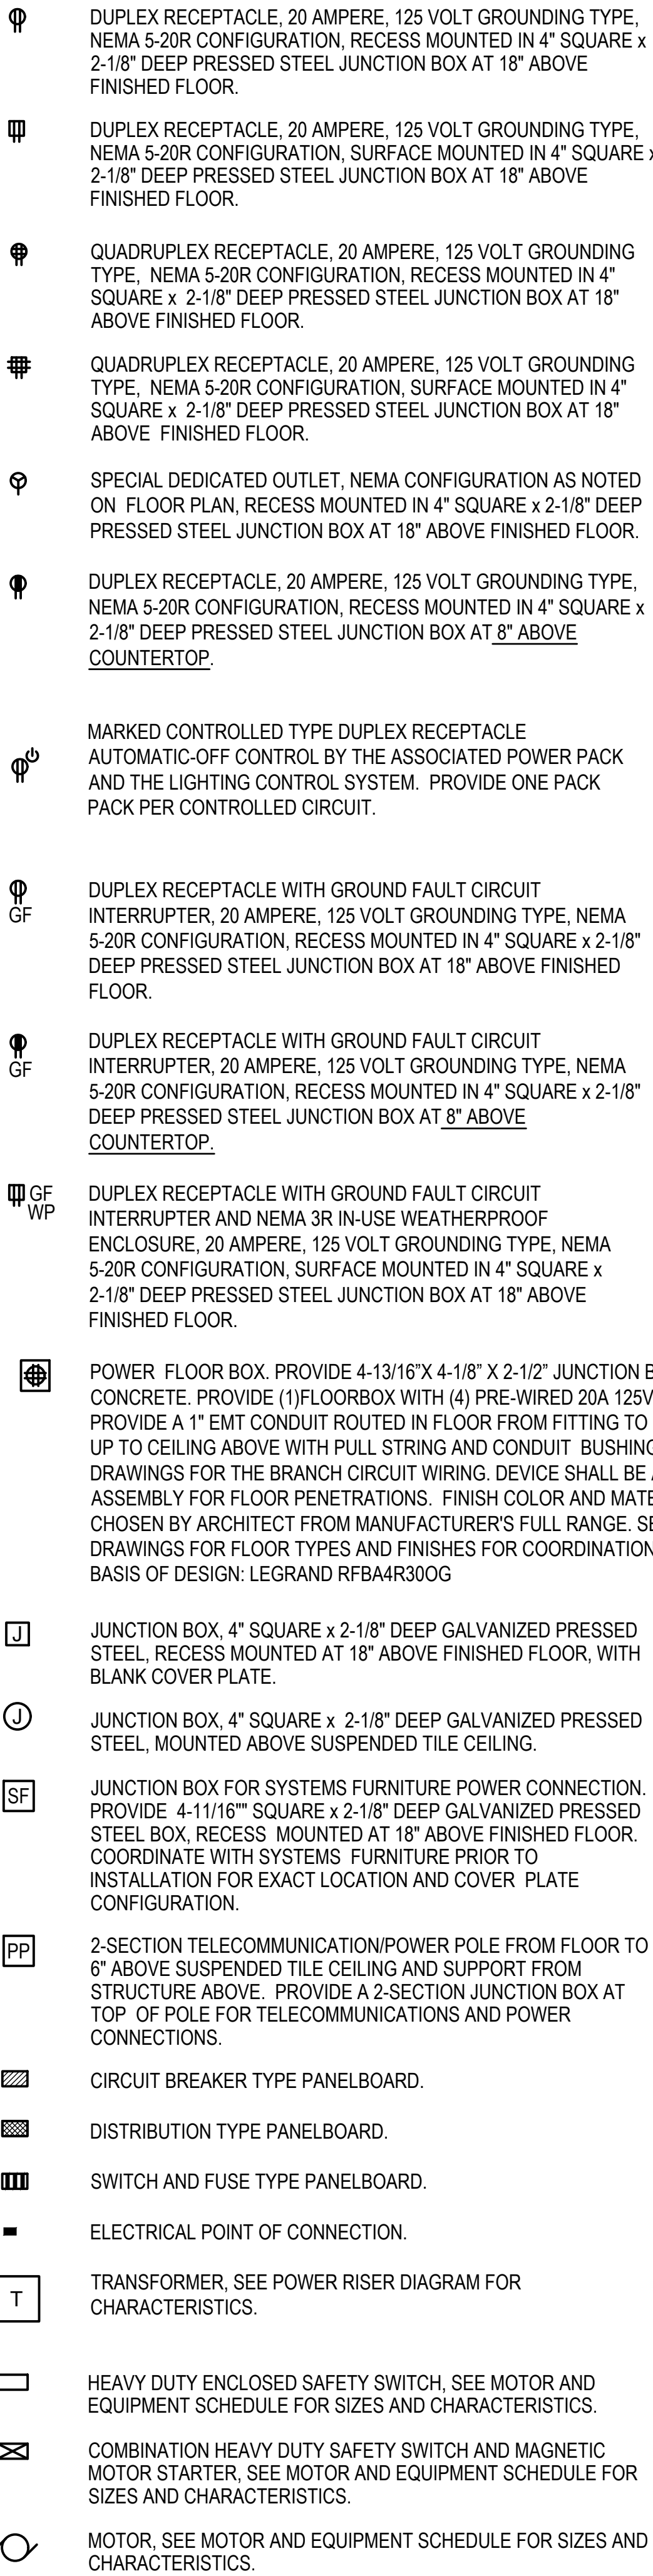 DUPLEX RECEPTACLE, 20 AMPERE, 125 VOLT GROUNDING TYPE,
NEMA 5-20R CONFIGURATION, RECESS MOUNTED IN 4" SQUARE x
2-1/8" DEEP PRESSED STEEL JUNCTION BOX AT 18" ABOVE
FINISHED FLOOR.
DUPLEX RECEPTACLE, 20 AMPERE, 125 VOLT GROUNDING TYPE,
NEMA 5-20R CONFIGURATION, SURFACE MOUNTED IN 4" SQUARE x
2-1/8" DEEP PRESSED STEEL JUNCTION BOX AT 18" ABOVE
FINISHED FLOOR.
QUADRUPLEX RECEPTACLE, 20 AMPERE, 125 VOLT GROUNDING
TYPE, NEMA 5-20R CONFIGURATION, RECESS MOUNTED IN 4"
SQUARE x 2-1/8" DEEP PRESSED STEEL JUNCTION BOX AT 18"
ABOVE FINISHED FLOOR.
QUADRUPLEX RECEPTACLE, 20 AMPERE, 125 VOLT GROUNDING
TYPE, NEMA 5-20R CONFIGURATION, SURFACE MOUNTED IN 4"
SQUARE x 2-1/8" DEEP PRESSED STEEL JUNCTION BOX AT 18"
ABOVE FINISHED FLOOR.
SPECIAL DEDICATED OUTLET, NEMA CONFIGURATION AS NOTED
ON FLOOR PLAN, RECESS MOUNTED IN 4" SQUARE x 2-1/8" DEEP
PRESSED STEEL JUNCTION BOX AT 18" ABOVE FINISHED FLOOR.
DUPLEX RECEPTACLE, 20 AMPERE, 125 VOLT GROUNDING TYPE,
NEMA 5-20R CONFIGURATION, RECESS MOUNTED IN 4" SQUARE x
2-1/8" DEEP PRESSED STEEL JUNCTION BOX AT 8" ABOVE
COUNTERTOP.
MARKED CONTROLLED TYPE DUPLEX RECEPTACLE
AUTOMATIC-OFF CONTROL BY THE ASSOCIATED POWER PACK
AND THE LIGHTING CONTROL SYSTEM. PROVIDE ONE PACK
PACK PER CONTROLLED CIRCUIT.
GF
DUPLEX RECEPTACLE WITH GROUND FAULT CIRCUIT
INTERRUPTER, 20 AMPERE, 125 VOLT GROUNDING TYPE, NEMA
5-20R CONFIGURATION, RECESS MOUNTED IN 4" SQUARE x 2-1/8"
DEEP PRESSED STEEL JUNCTION BOX AT 18" ABOVE FINISHED
FLOOR.
GF
DUPLEX RECEPTACLE WITH GROUND FAULT CIRCUIT
INTERRUPTER, 20 AMPERE, 125 VOLT GROUNDING TYPE, NEMA
5-20R CONFIGURATION, RECESS MOUNTED IN 4" SQUARE x 2-1/8"
DEEP PRESSED STEEL JUNCTION BOX AT 8" ABOVE
COUNTERTOP.
GF
WP
DUPLEX RECEPTACLE WITH GROUND FAULT CIRCUIT
INTERRUPTER AND NEMA 3R IN-USE WEATHERPROOF
ENCLOSURE, 20 AMPERE, 125 VOLT GROUNDING TYPE, NEMA
5-20R CONFIGURATION, SURFACE MOUNTED IN 4" SQUARE x
2-1/8" DEEP PRESSED STEEL JUNCTION BOX AT 18" ABOVE
FINISHED FLOOR.
POWER FLOOR BOX. PROVIDE 4-13/16”X 4-1/8” X 2-1/2” JUNCTION
CONCRETE. PROVIDE (1)FLOORBOX WITH (4) PRE-WIRED 20A 125V
PROVIDE A 1" EMT CONDUIT ROUTED IN FLOOR FROM FITTING TO
UP TO CEILING ABOVE WITH PULL STRING AND CONDUIT BUSHING
DRAWINGS FOR THE BRANCH CIRCUIT WIRING. DEVICE SHALL BE
ASSEMBLY FOR FLOOR PENETRATIONS. FINISH COLOR AND
CHOSEN BY ARCHITECT FROM MANUFACTURER'S FULL RANGE.
DRAWINGS FOR FLOOR TYPES AND FINISHES FOR COORDINATION
BASIS OF DESIGN: LEGRAND RFBA4R30OG
J
JUNCTION BOX, 4" SQUARE x 2-1/8" DEEP GALVANIZED PRESSED
STEEL, RECESS MOUNTED AT 18" ABOVE FINISHED FLOOR, WITH
BLANK COVER PLATE.
J
JUNCTION BOX, 4" SQUARE x 2-1/8" DEEP GALVANIZED PRESSED
STEEL, MOUNTED ABOVE SUSPENDED TILE CEILING.
SF
JUNCTION BOX FOR SYSTEMS FURNITURE POWER CONNECTION.
PROVIDE 4-11/16"" SQUARE x 2-1/8" DEEP GALVANIZED PRESSED
STEEL BOX, RECESS MOUNTED AT 18" ABOVE FINISHED FLOOR.
COORDINATE WITH SYSTEMS FURNITURE PRIOR TO
INSTALLATION FOR EXACT LOCATION AND COVER PLATE
CONFIGURATION.
PP
2-SECTION TELECOMMUNICATION/POWER POLE FROM FLOOR TO
6" ABOVE SUSPENDED TILE CEILING AND SUPPORT FROM
STRUCTURE ABOVE. PROVIDE A 2-SECTION JUNCTION BOX AT
TOP OF POLE FOR TELECOMMUNICATIONS AND POWER
CONNECTIONS.
CIRCUIT BREAKER TYPE PANELBOARD.
DISTRIBUTION TYPE PANELBOARD.
SWITCH AND FUSE TYPE PANELBOARD.
ELECTRICAL POINT OF CONNECTION.
T
TRANSFORMER, SEE POWER RISER DIAGRAM FOR
CHARACTERISTICS.
HEAVY DUTY ENCLOSED SAFETY SWITCH, SEE MOTOR AND
EQUIPMENT SCHEDULE FOR SIZES AND CHARACTERISTICS.
COMBINATION HEAVY DUTY SAFETY SWITCH AND MAGNETIC
MOTOR STARTER, SEE MOTOR AND EQUIPMENT SCHEDULE FOR
SIZES AND CHARACTERISTICS.
MOTOR, SEE MOTOR AND EQUIPMENT SCHEDULE FOR SIZES AND
CHARACTERISTICS.